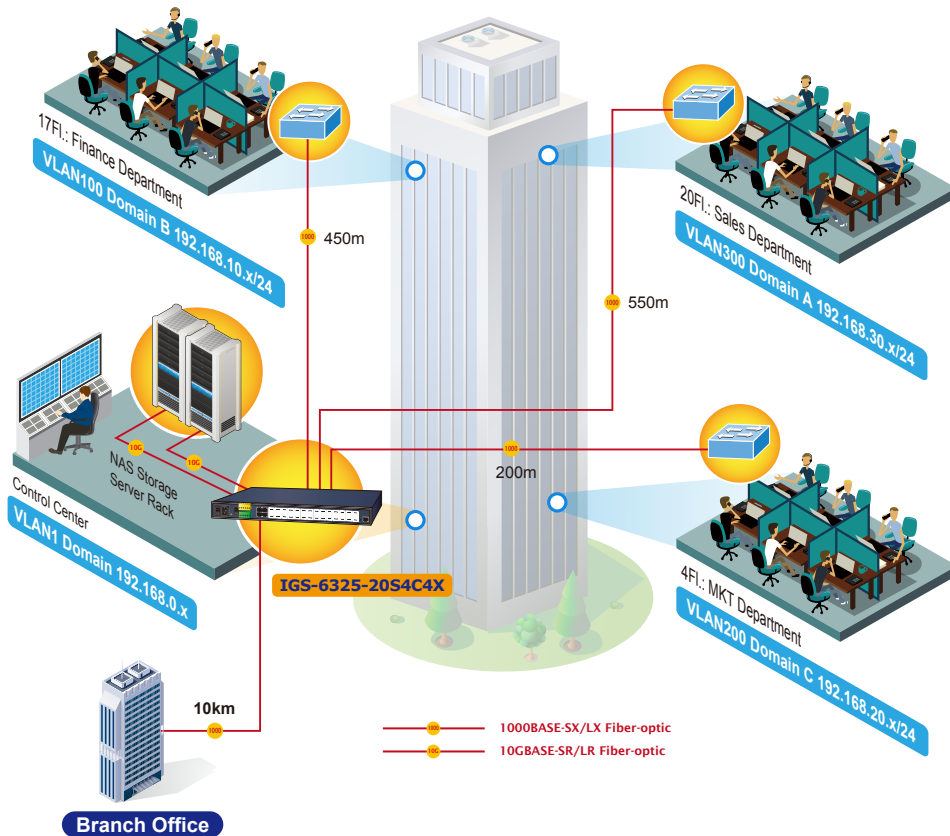 17Fl.: Finance Department
VLAN100 Domain B 192.168.10.x/24
1000
450m
20Fl.: Sales Department
VLAN300 Domain A 192.168.30.x/24
1000
550m
10G
10G
NAS Storage
Server Rack
Control Center
VLAN1 Domain 192.168.0.x
1000
200m
IGS-6325-20S4C4X
4Fl.: MKT Department
VLAN200 Domain C 192.168.20.x/24
10km
1000
1000
1000BASE-SX/LX Fiber-optic
10G
10GBASE-SR/LR Fiber-optic
Branch Office